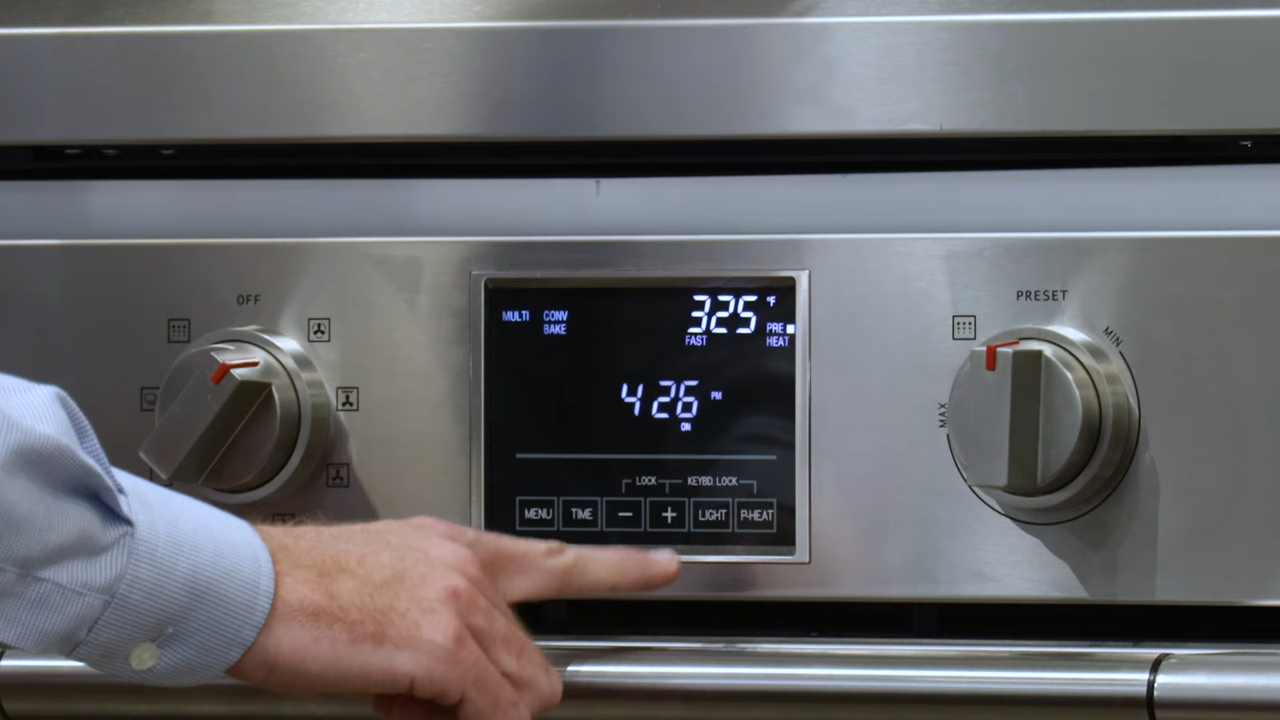 OFF
PRESET
MIN
MAX
MULTI CONV BAKE
325 °F
FAST PRE HEAT
4 26 PM
ON
LOCK KEYBD. LOCK
MENU TIME − + LIGHT P-HEAT